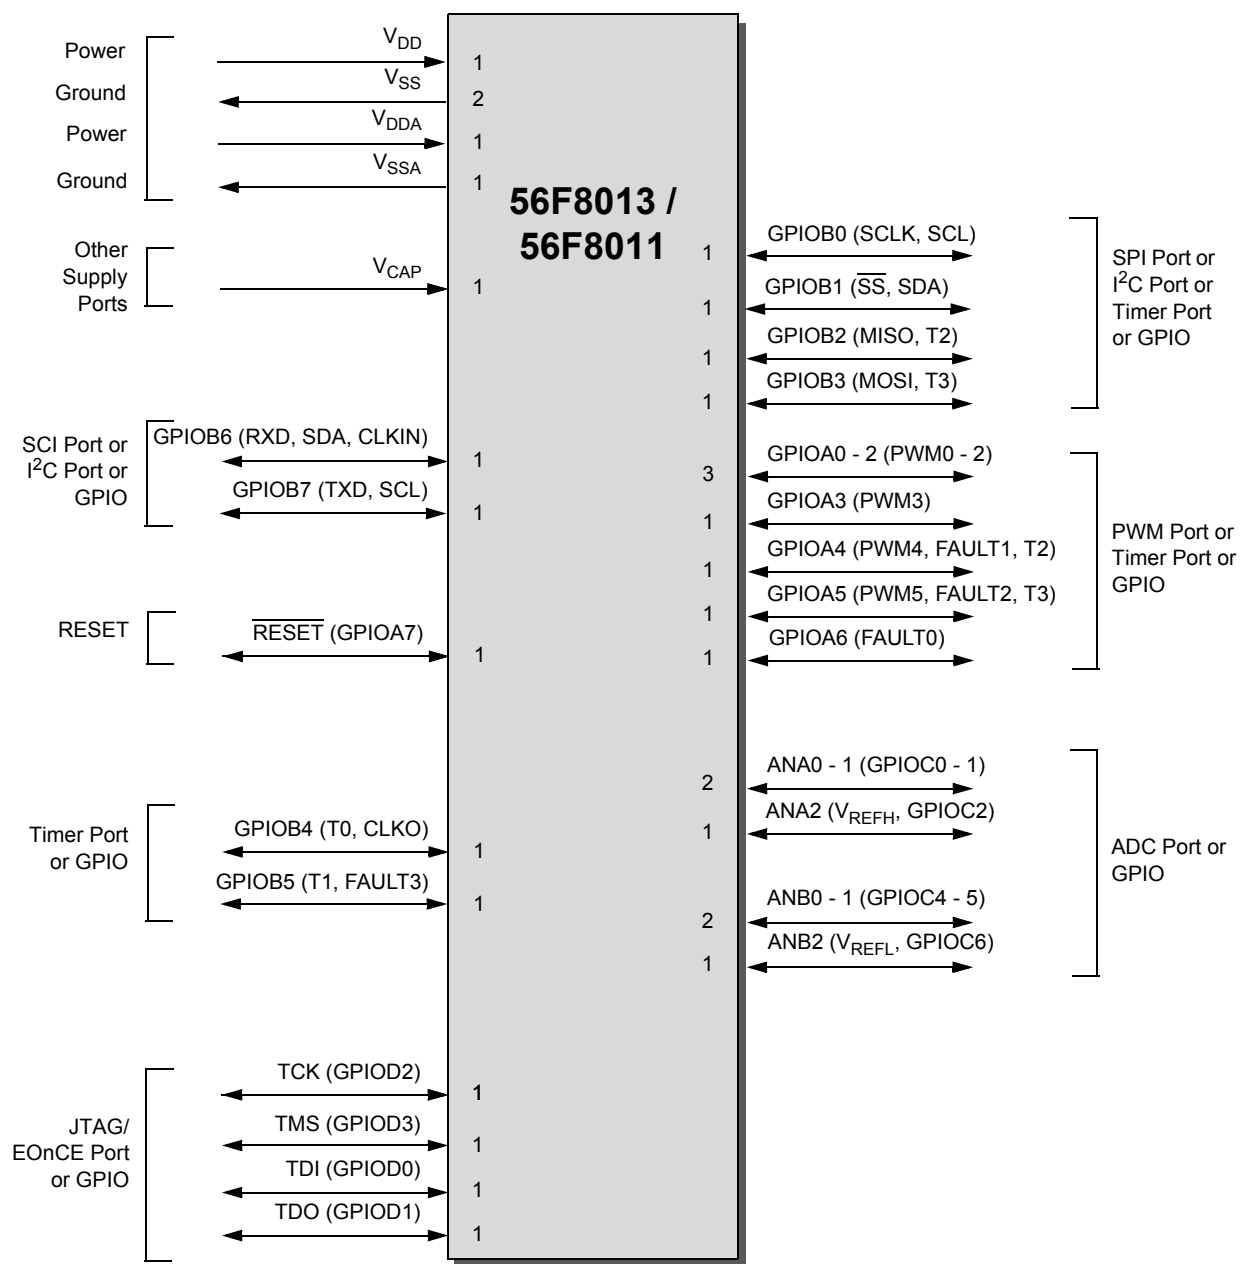 Power
V_DD
1
Ground
V_SS
2
Power
V_DDA
1
Ground
V_SSA
1
56F8013 /
56F8011
Other
Supply
Ports
V_CAP
1
SCI Port or
I²C Port or
GPIO
GPIOB6 (RXD, SDA, CLKIN)
1
GPIOB7 (TXD, SCL)
1
RESET
R̅E̅S̅E̅T̅ (GPIOA7)
1
Timer Port
or GPIO
GPIOB4 (T0, CLKO)
1
GPIOB5 (T1, FAULT3)
1
JTAG/
EOnCE Port
or GPIO
TCK (GPIOD2)
1
TMS (GPIOD3)
1
TDI (GPIOD0)
1
TDO (GPIOD1)
1
GPIOB0 (SCLK, SCL)
1
GPIOB1 (S̅S̅, SDA)
1
GPIOB2 (MISO, T2)
1
GPIOB3 (MOSI, T3)
1
SPI Port or
I²C Port or
Timer Port
or GPIO
GPIOA0 - 2 (PWM0 - 2)
3
GPIOA3 (PWM3)
1
GPIOA4 (PWM4, FAULT1, T2)
1
GPIOA5 (PWM5, FAULT2, T3)
1
GPIOA6 (FAULT0)
1
PWM Port or
Timer Port or
GPIO
ANA0 - 1 (GPIOC0 - 1)
2
ANA2 (V_REFH, GPIOC2)
1
ANB0 - 1 (GPIOC4 - 5)
2
ANB2 (V_REFL, GPIOC6)
1
ADC Port or
GPIO